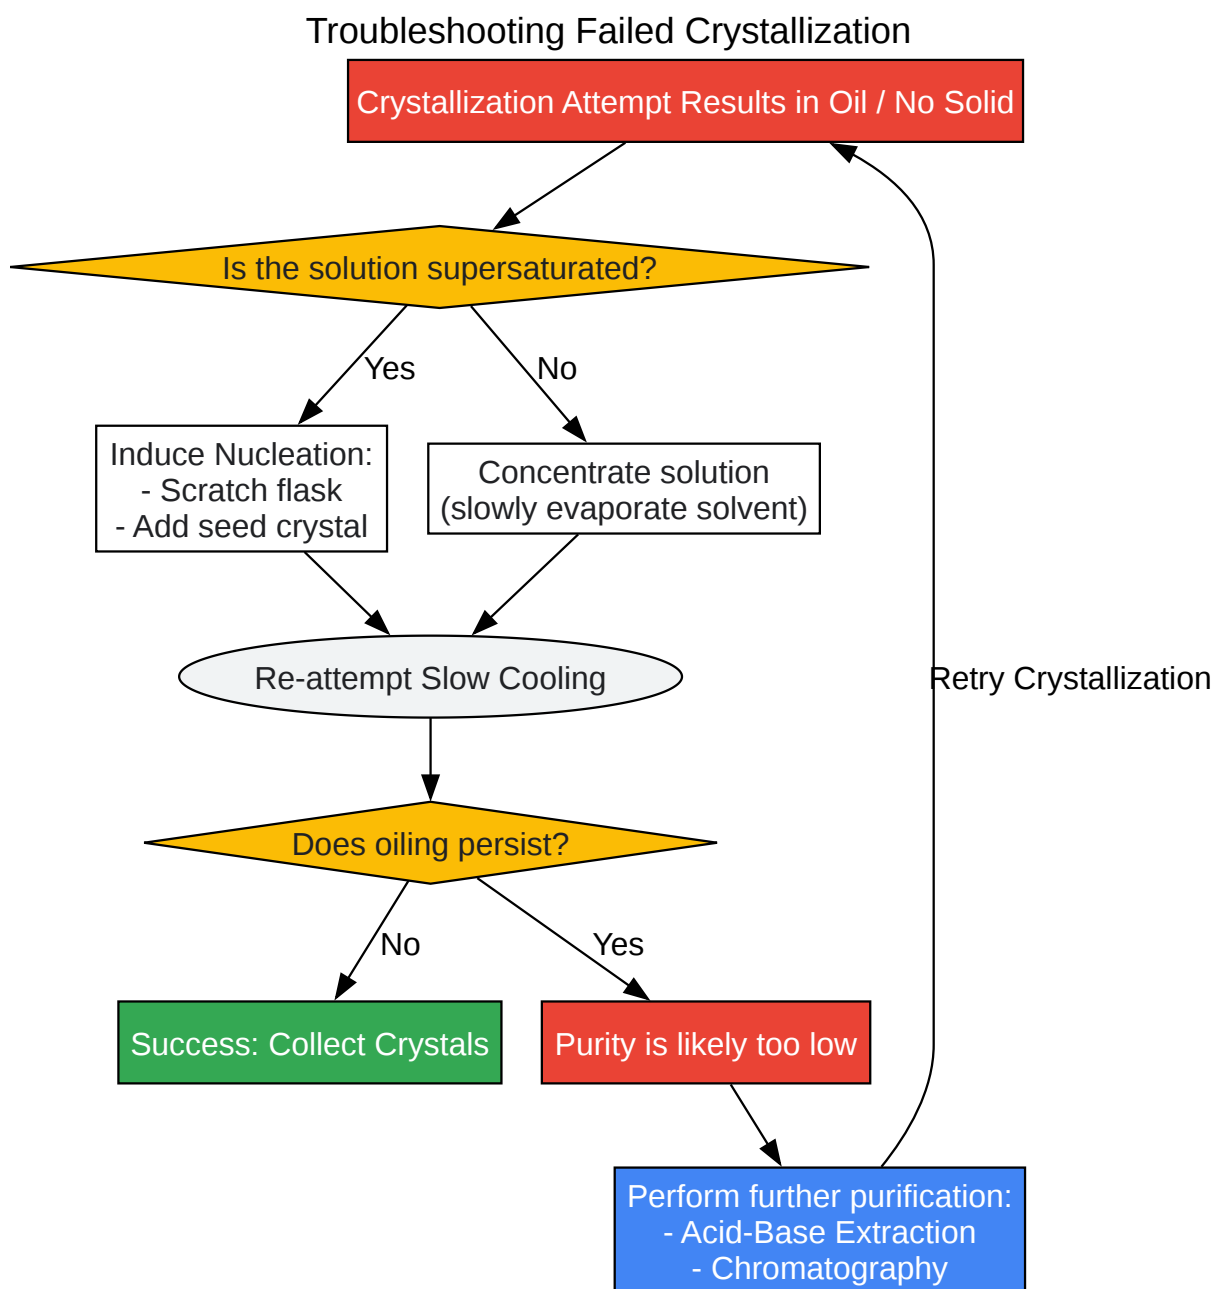 Troubleshooting Failed Crystallization
Crystallization Attempt Results in Oil / No Solid
Is the solution supersaturated?
Yes
No
Induce Nucleation:
- Scratch flask
- Add seed crystal
Concentrate solution
(slowly evaporate solvent)
Re-attempt Slow Cooling
Retry Crystallization
Does oiling persist?
No
Yes
Success: Collect Crystals
Purity is likely too low
Perform further purification:
- Acid-Base Extraction
- Chromatography